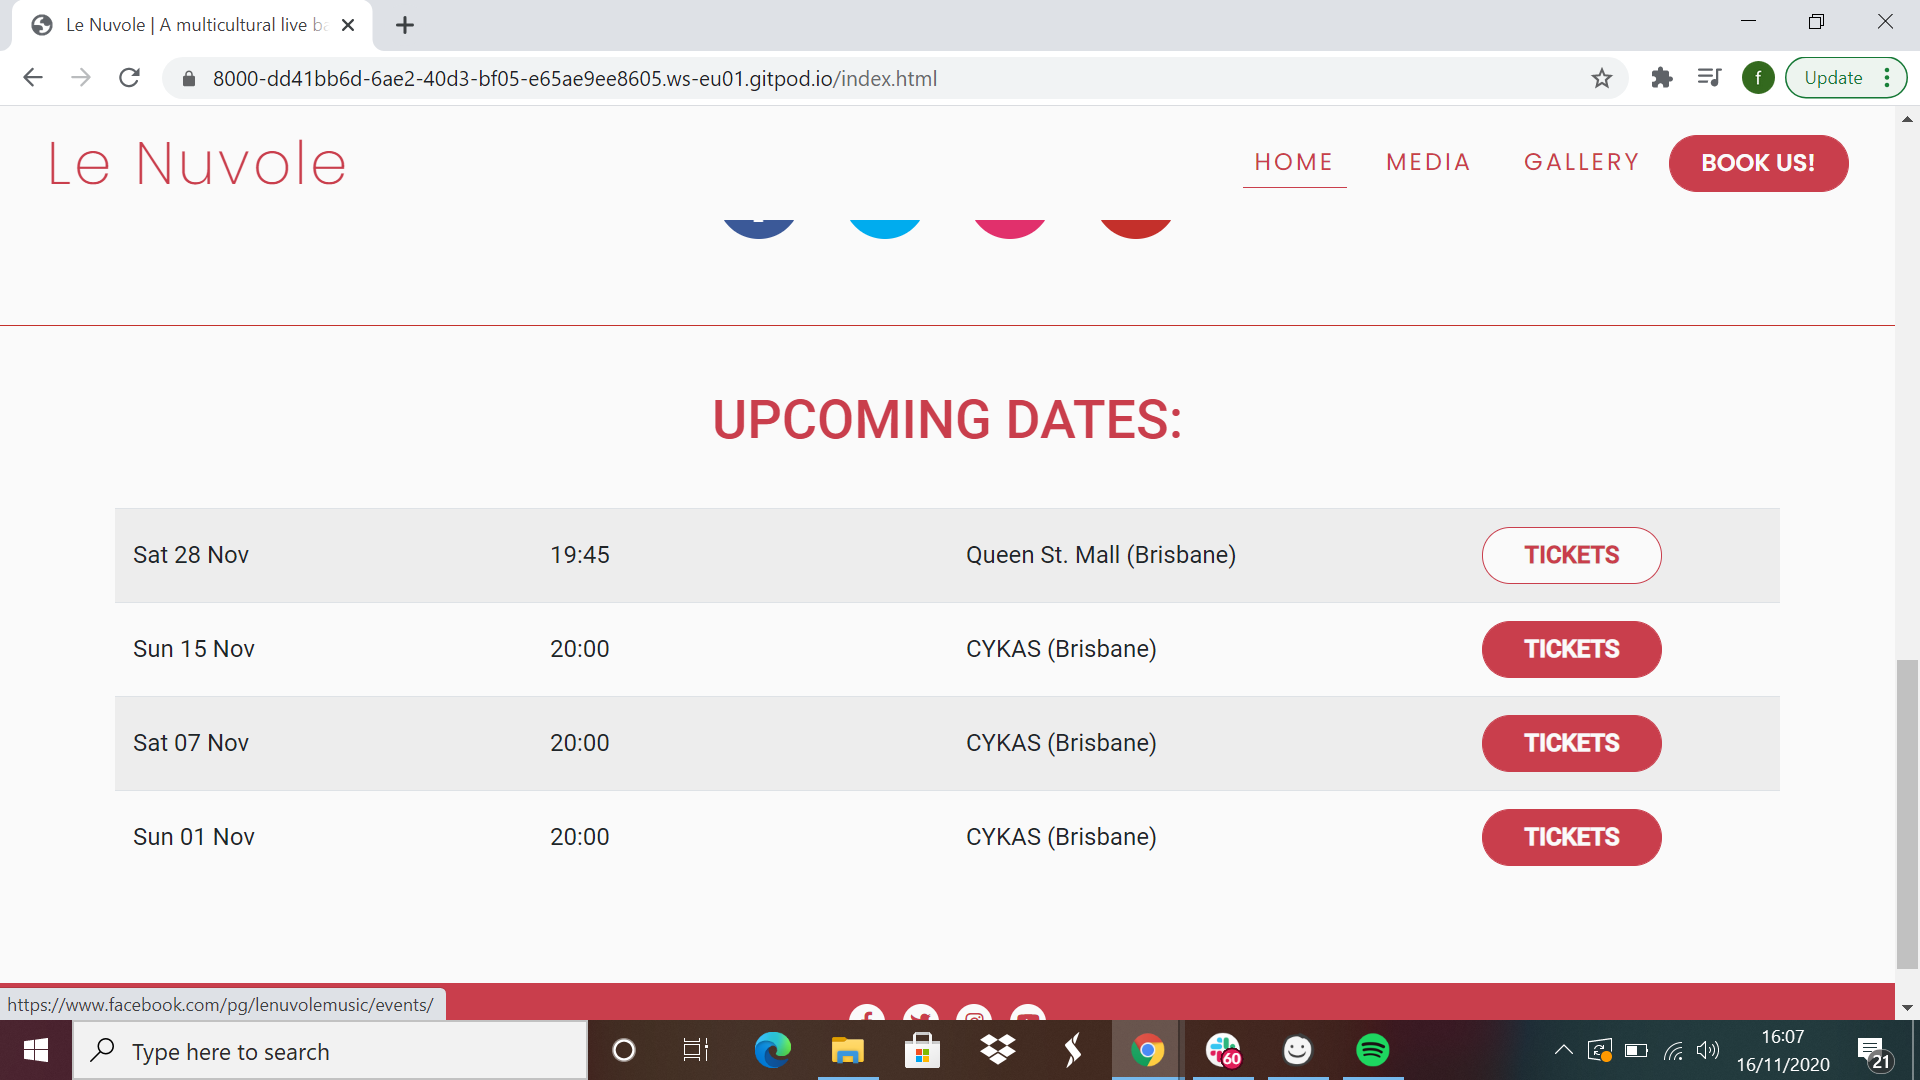 Le Nuvole | A multicultural live ba
8000-dd41bb6d-6ae2-40d3-bf05-e65ae9ee8605.ws-eu01.gitpod.io/index.html
f
Update
Le Nuvole
HOME
MEDIA
GALLERY
BOOK US!
UPCOMING DATES:
Sat 28 Nov 19:45 Queen St. Mall (Brisbane) TICKETS
Sun 15 Nov 20:00 CYKAS (Brisbane) TICKETS
Sat 07 Nov 20:00 CYKAS (Brisbane) TICKETS
Sun 01 Nov 20:00 CYKAS (Brisbane) TICKETS
https://www.facebook.com/pg/lenuvolemusic/events/
Type here to search
60
16:07
16/11/2020
21